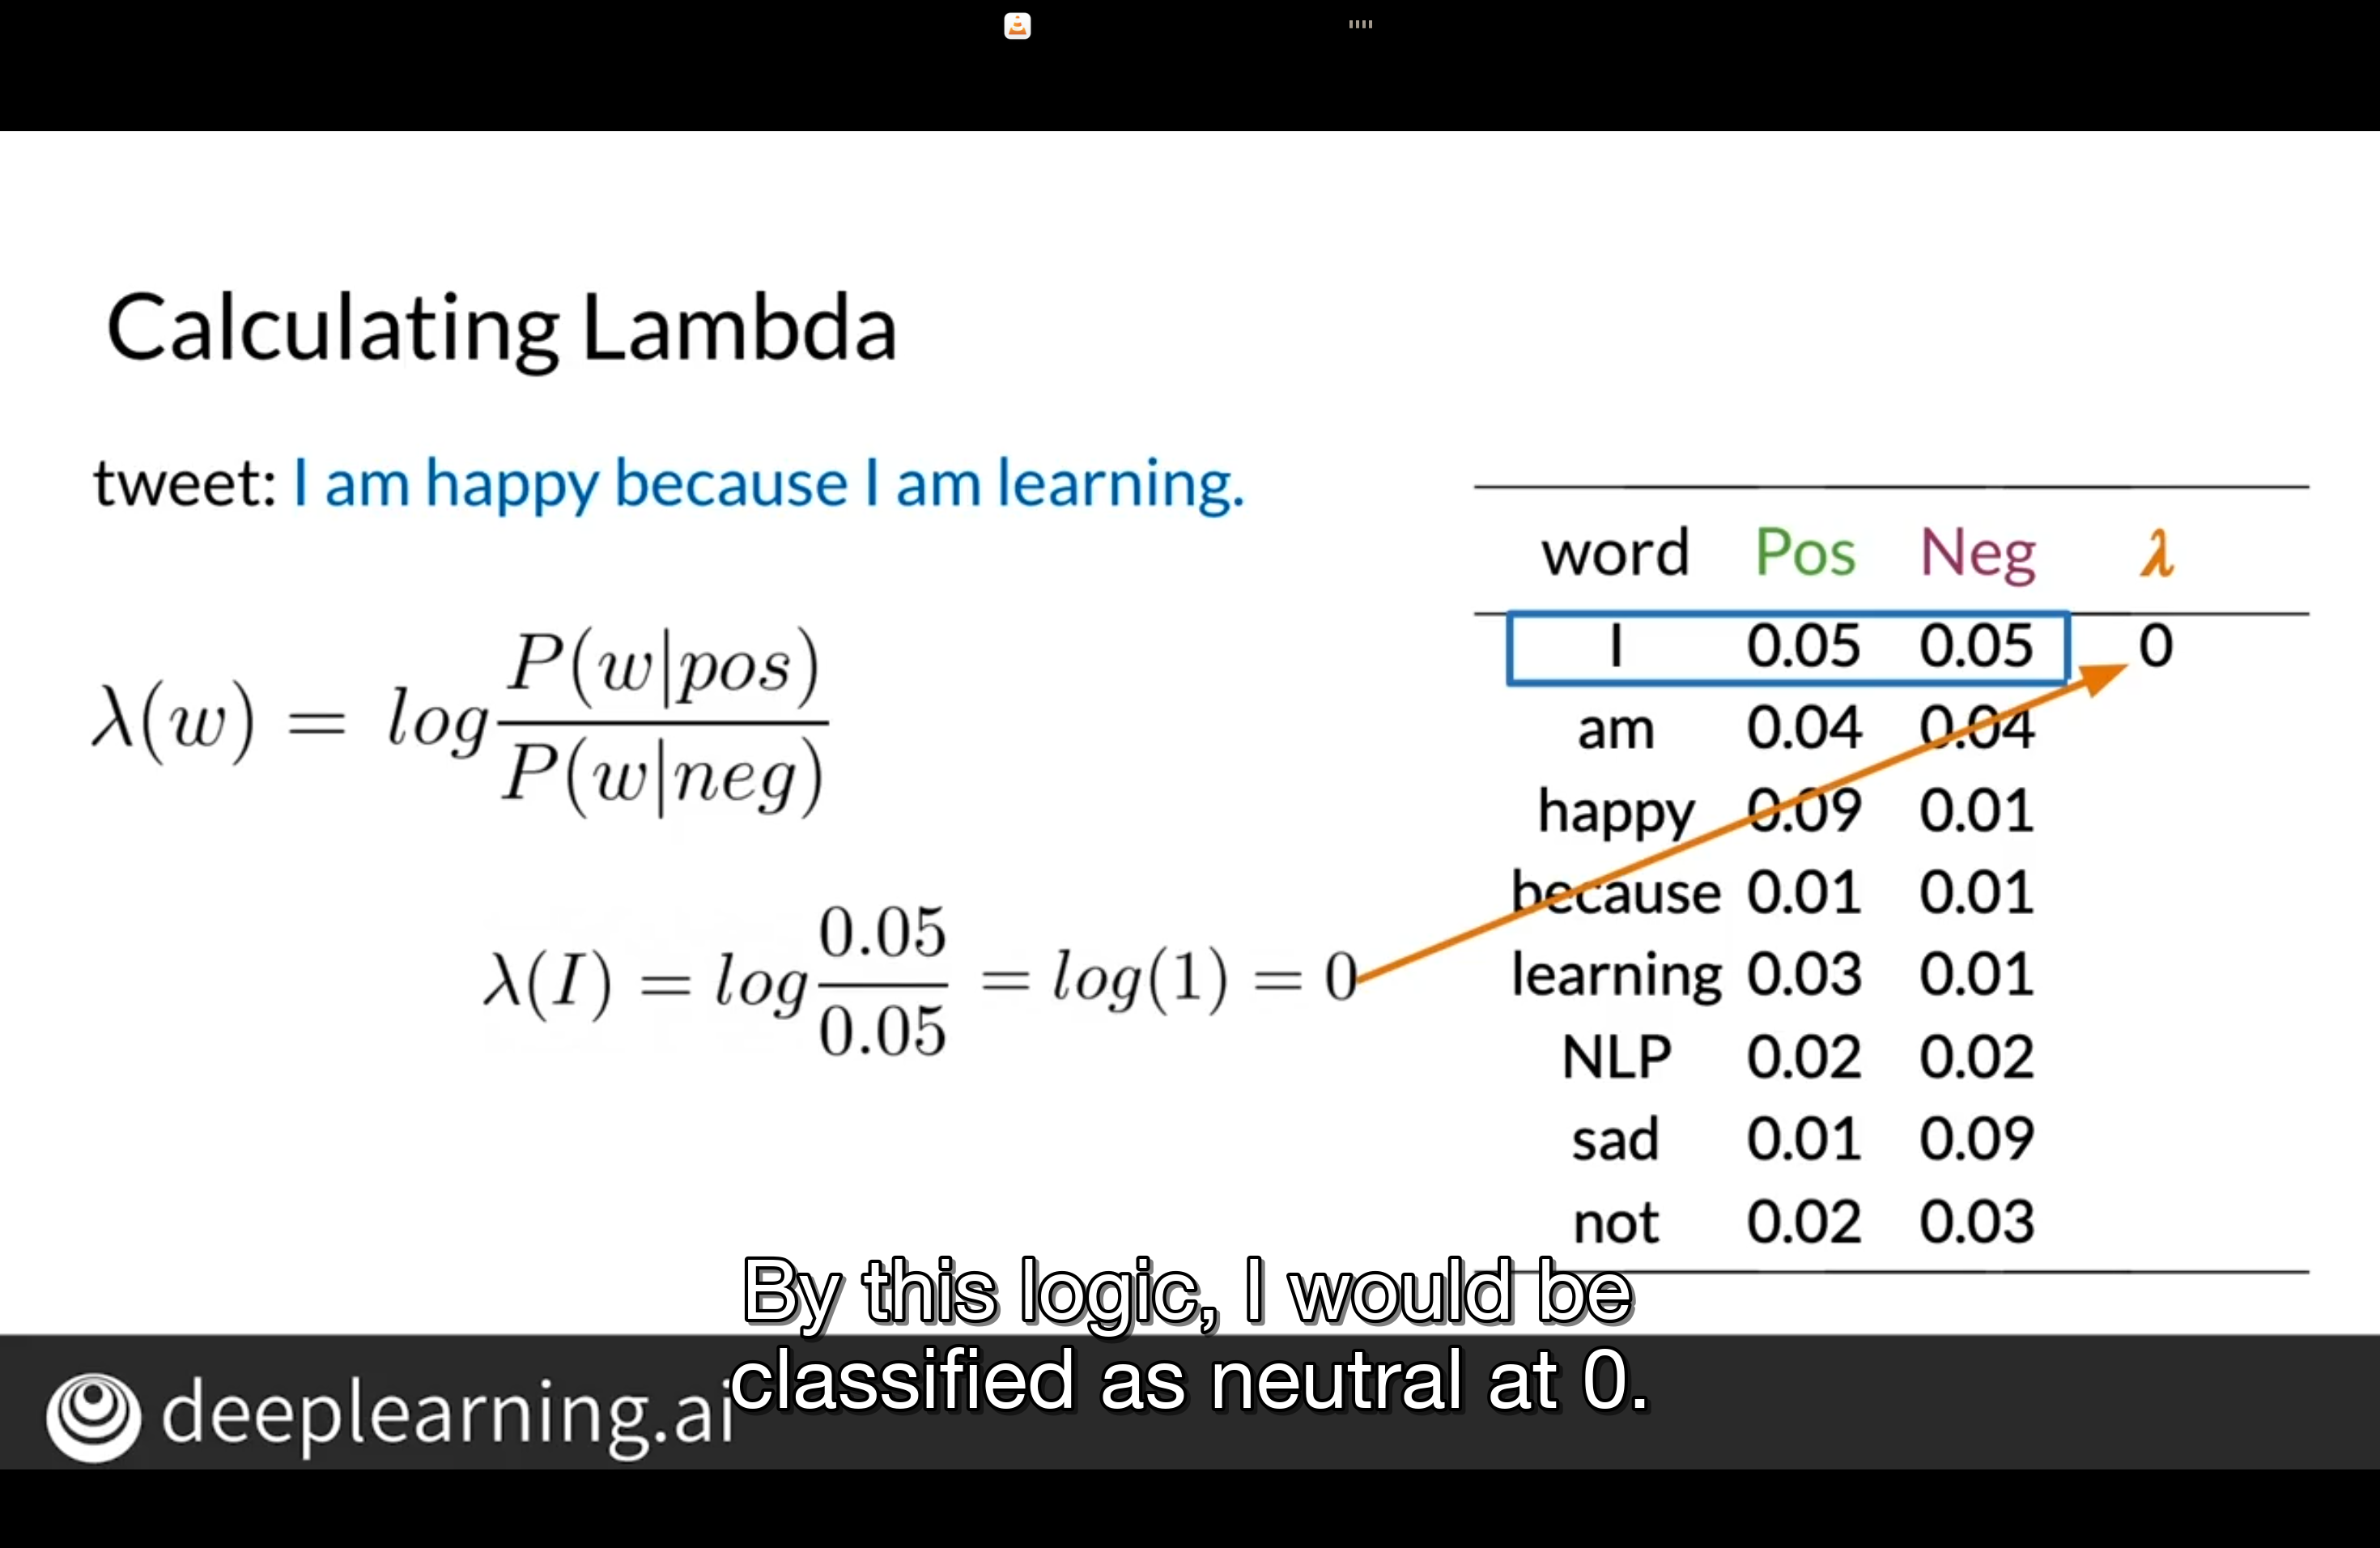 Calculating Lambda
tweet: I am happy because I am learning.
λ(w) = log P(w|pos) / P(w|neg)
λ(I) = log 0.05 / 0.05 = log(1) = 0
word Pos Neg λ
I 0.05 0.05 0
am 0.04 0.04
happy 0.09 0.01
because 0.01 0.01
learning 0.03 0.01
NLP 0.02 0.02
sad 0.01 0.09
not 0.02 0.03
By this logic, I would be
classified as neutral at 0.
deeplearning.ai